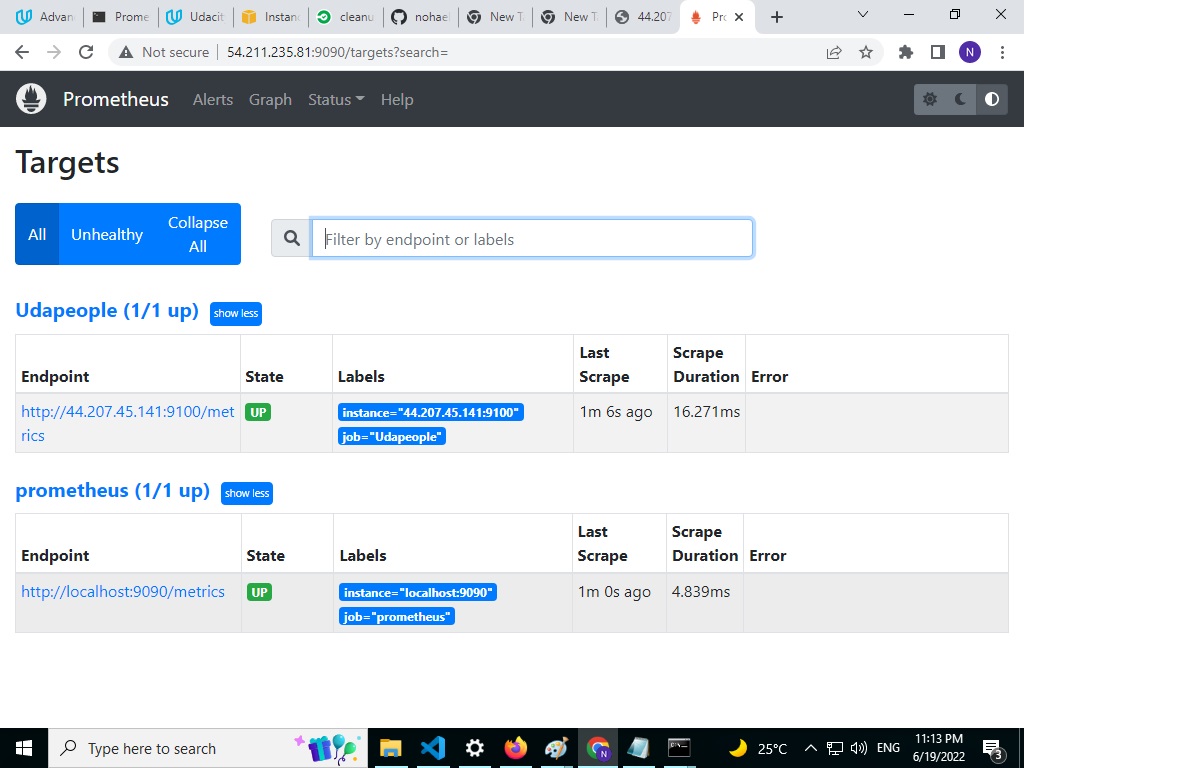 Advan
Prome
Udacit
Instanc
cleanu
nohae
New T
New T
44.207
Pro
Not secure
54.211.235.81:9090/targets?search=
N
Prometheus Alerts Graph Status Help
Targets
All Unhealthy Collapse
All
Filter by endpoint or labels
Udapeople (1/1 up) show less
Last Scrape
Endpoint State Labels Scrape Duration Error
http://44.207.45.141:9100/met UP instance="44.207.45.141:9100" 1m 6s ago 16.271ms
rics job="Udapeople"
prometheus (1/1 up) show less
Last Scrape
Endpoint State Labels Scrape Duration Error
http://localhost:9090/metrics UP instance="localhost:9090" 1m 0s ago 4.839ms
job="prometheus"
Type here to search
N
25°C
ENG
11:13 PM
6/19/2022
3